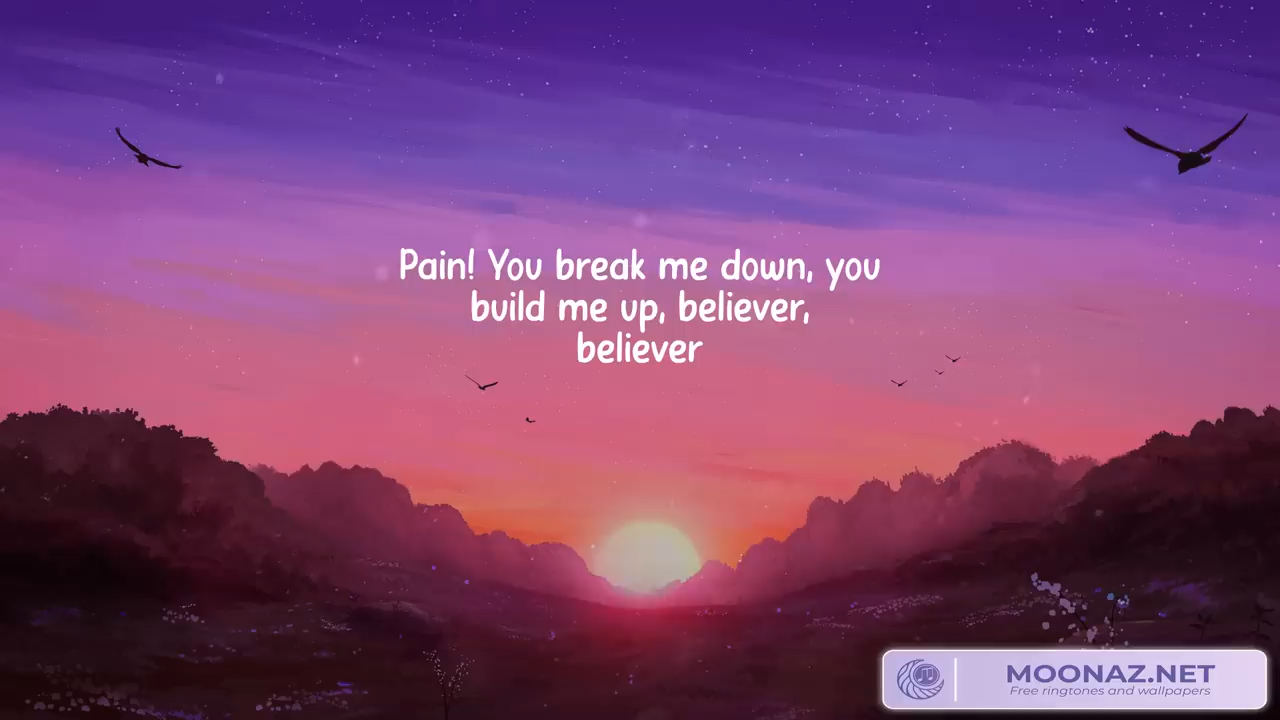 Pain! You break me down, you
build me up, believer,
believer
MOONAZ.NET
Free ringtones and wallpapers